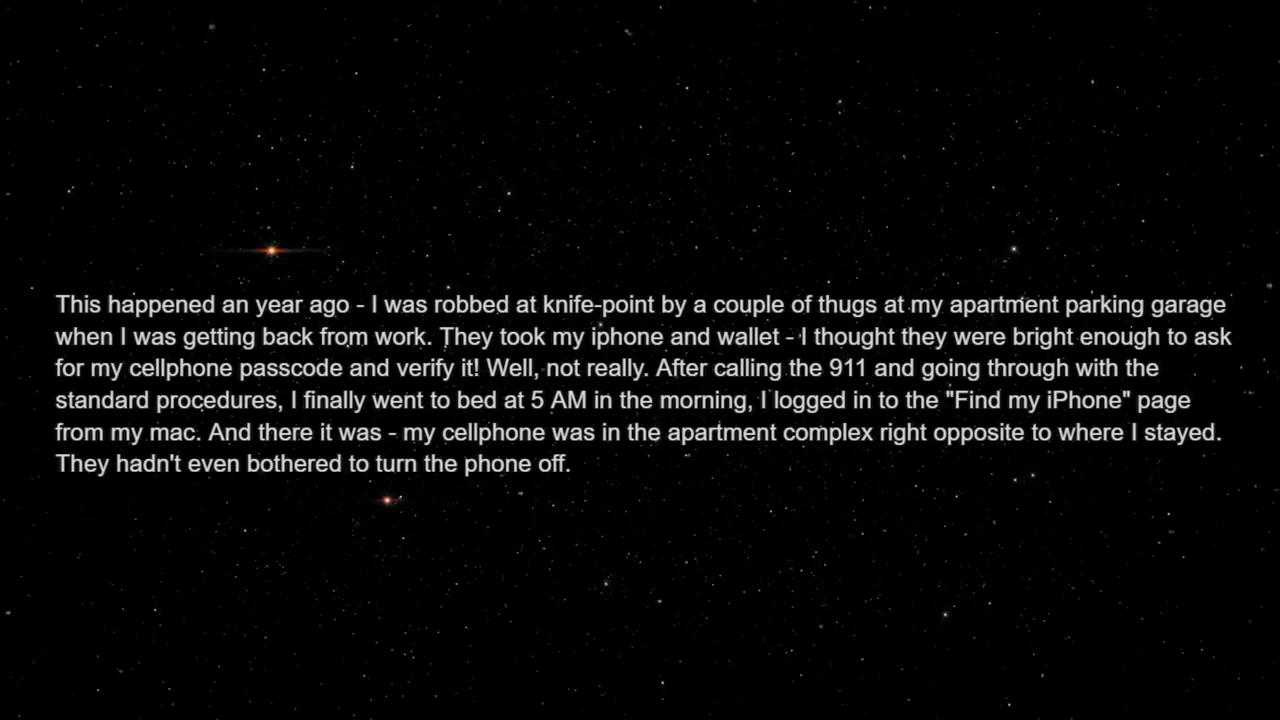 This happened an year ago - I was robbed at knife-point by a couple of thugs at my apartment parking garage
when I was getting back from work. They took my iphone and wallet - I thought they were bright enough to ask
for my cellphone passcode and verify it! Well, not really. After calling the 911 and going through with the
standard procedures, I finally went to bed at 5 AM in the morning, I logged in to the "Find my iPhone" page
from my mac. And there it was - my cellphone was in the apartment complex right opposite to where I stayed.
They hadn't even bothered to turn the phone off.